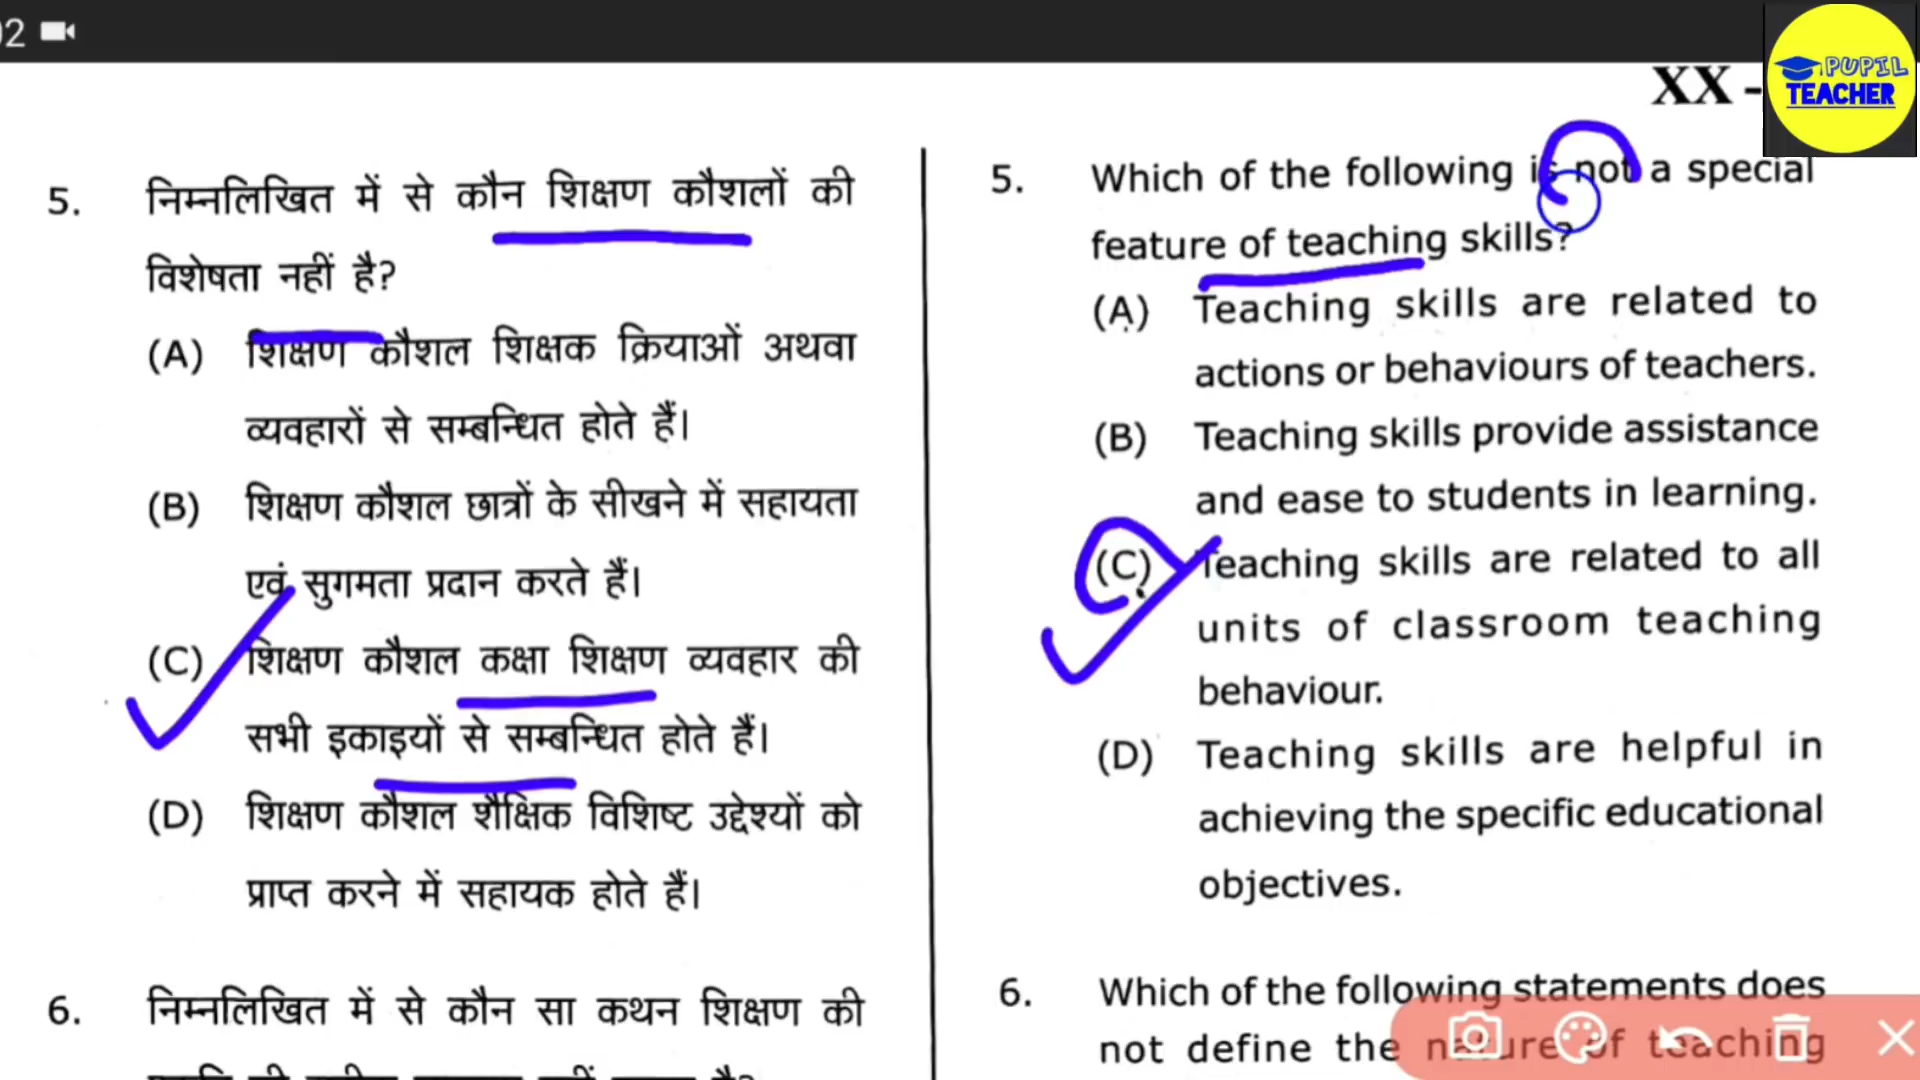 02
XX -
PUPIL
TEACHER
5. निम्नलिखित में से कौन शिक्षण कौशलों की
विशेषता नहीं है?
(A) शिक्षण कौशल शिक्षक क्रियाओं अथवा
व्यवहारों से सम्बन्धित होते हैं।
(B) शिक्षण कौशल छात्रों के सीखने में सहायता
एवं सुगमता प्रदान करते हैं।
(C) शिक्षण कौशल कक्षा शिक्षण व्यवहार की
सभी इकाइयों से सम्बन्धित होते हैं।
(D) शिक्षण कौशल शैक्षिक विशिष्ट उद्देश्यों को
प्राप्त करने में सहायक होते हैं।
6. निम्नलिखित में से कौन सा कथन शिक्षण की
5. Which of the following is not a special
feature of teaching skills?
(A) Teaching skills are related to
actions or behaviours of teachers.
(B) Teaching skills provide assistance
and ease to students in learning.
(C) Teaching skills are related to all
units of classroom teaching
behaviour.
(D) Teaching skills are helpful in
achieving the specific educational
objectives.
6. Which of the following statements does
not define the nature of teaching